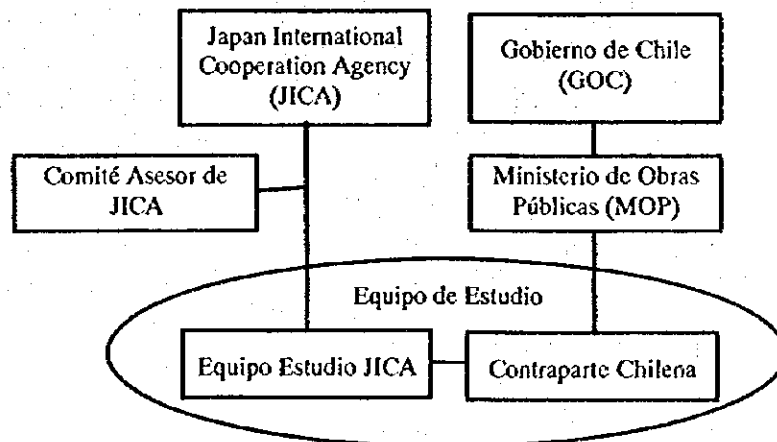 Japan International
Cooperation Agency
(JICA)
Gobierno de Chile
(GOC)
Comité Asesor de
JICA
Ministerio de Obras
Públicas (MOP)
Equipo de Estudio
Equipo Estudio JICA
Contraparte Chilena